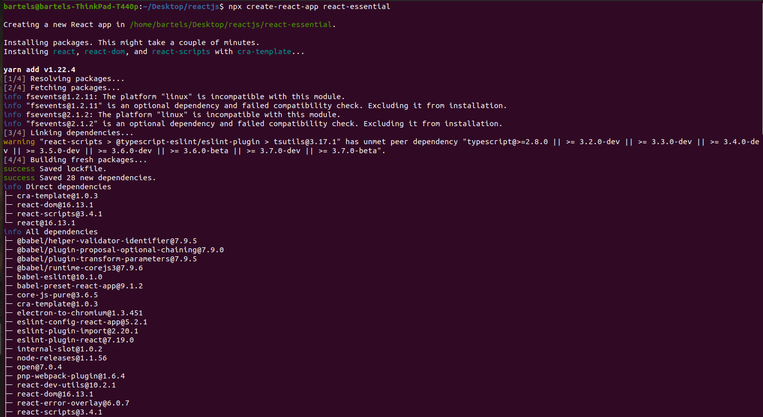 bartels@bartels-ThinkPad-T440p:~/Desktop/reactjs$ npx create-react-app react-essential
Creating a new React app in /home/bartels/Desktop/reactjs/react-essential.
Installing packages. This might take a couple of minutes.
Installing react, react-dom, and react-scripts with cra-template...
yarn add v1.22.4
[1/4] Resolving packages...
[2/4] Fetching packages...
info fsevents@1.2.11: The platform "linux" is incompatible with this module.
info "fsevents@1.2.11" is an optional dependency and failed compatibility check. Excluding it from installation.
info fsevents@2.1.2: The platform "linux" is incompatible with this module.
info "fsevents@2.1.2" is an optional dependency and failed compatibility check. Excluding it from installation.
[3/4] Linking dependencies...
warning "react-scripts > @typescript-eslint/eslint-plugin > tsutils@3.17.1" has unmet peer dependency "typescript@>=2.8.0 || >= 3.2.0-dev || >= 3.3.0-dev || >= 3.4.0-de
v || >= 3.5.0-dev || >= 3.6.0-dev || >= 3.6.0-beta || >= 3.7.0-dev || >= 3.7.0-beta".
[4/4] Building fresh packages...
success Saved lockfile.
success Saved 28 new dependencies.
info Direct dependencies
├─ cra-template@1.0.3
├─ react-dom@16.13.1
├─ react-scripts@3.4.1
└─ react@16.13.1
info All dependencies
├─ @babel/helper-validator-identifier@7.9.5
├─ @babel/plugin-proposal-optional-chaining@7.9.0
├─ @babel/plugin-transform-parameters@7.9.5
├─ @babel/runtime-corejs3@7.9.6
├─ babel-eslint@10.1.0
├─ babel-preset-react-app@9.1.2
├─ core-js-pure@3.6.5
├─ cra-template@1.0.3
├─ electron-to-chromium@1.3.451
├─ eslint-config-react-app@5.2.1
├─ eslint-plugin-import@2.20.1
├─ eslint-plugin-react@7.19.0
├─ internal-slot@1.0.2
├─ node-releases@1.1.56
├─ open@7.0.4
├─ pnp-webpack-plugin@1.6.4
├─ react-dev-utils@10.2.1
├─ react-dom@16.13.1
├─ react-error-overlay@6.0.7
├─ react-scripts@3.4.1